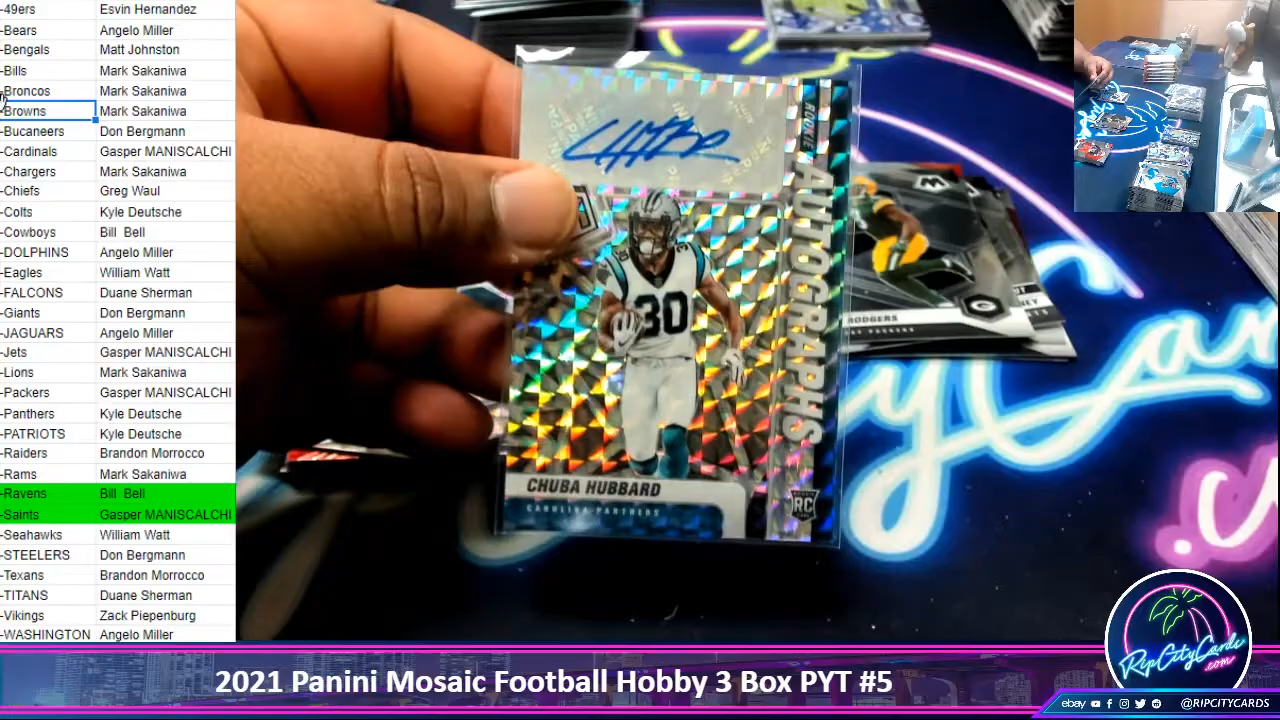 -49ers Esvin Hernandez
-Bears Angelo Miller
-Bengals Matt Johnston
-Bills Mark Sakaniwa
-Broncos Mark Sakaniwa
-Browns Mark Sakaniwa
-Bucaneers Don Bergmann
-Cardinals Gasper MANISCALCHI
-Chargers Mark Sakaniwa
-Chiefs Greg Waul
-Colts Kyle Deutsche
-Cowboys Bill Bell
-DOLPHINS Angelo Miller
-Eagles William Watt
-FALCONS Duane Sherman
-Giants Don Bergmann
-JAGUARS Angelo Miller
-Jets Gasper MANISCALCHI
-Lions Mark Sakaniwa
-Packers Gasper MANISCALCHI
-Panthers Kyle Deutsche
-PATRIOTS Kyle Deutsche
-Raiders Brandon Morrocco
-Rams Mark Sakaniwa
-Ravens Bill Bell
-Saints Gasper MANISCALCHI
-Seahawks William Watt
-STEELERS Don Bergmann
-Texans Brandon Morrocco
-TITANS Duane Sherman
-Vikings Zack Piepenburg
-WASHINGTON Angelo Miller
ROOKIE
AUTOGRAPHS
30
30
CHUBA HUBBARD
CAROLINA PANTHERS
RC
RODGERS
PACKERS
G
RipCityCards
.com
2021 Panini Mosaic Football Hobby 3 Box PYT #5
ebay @RIPCITYCARDS